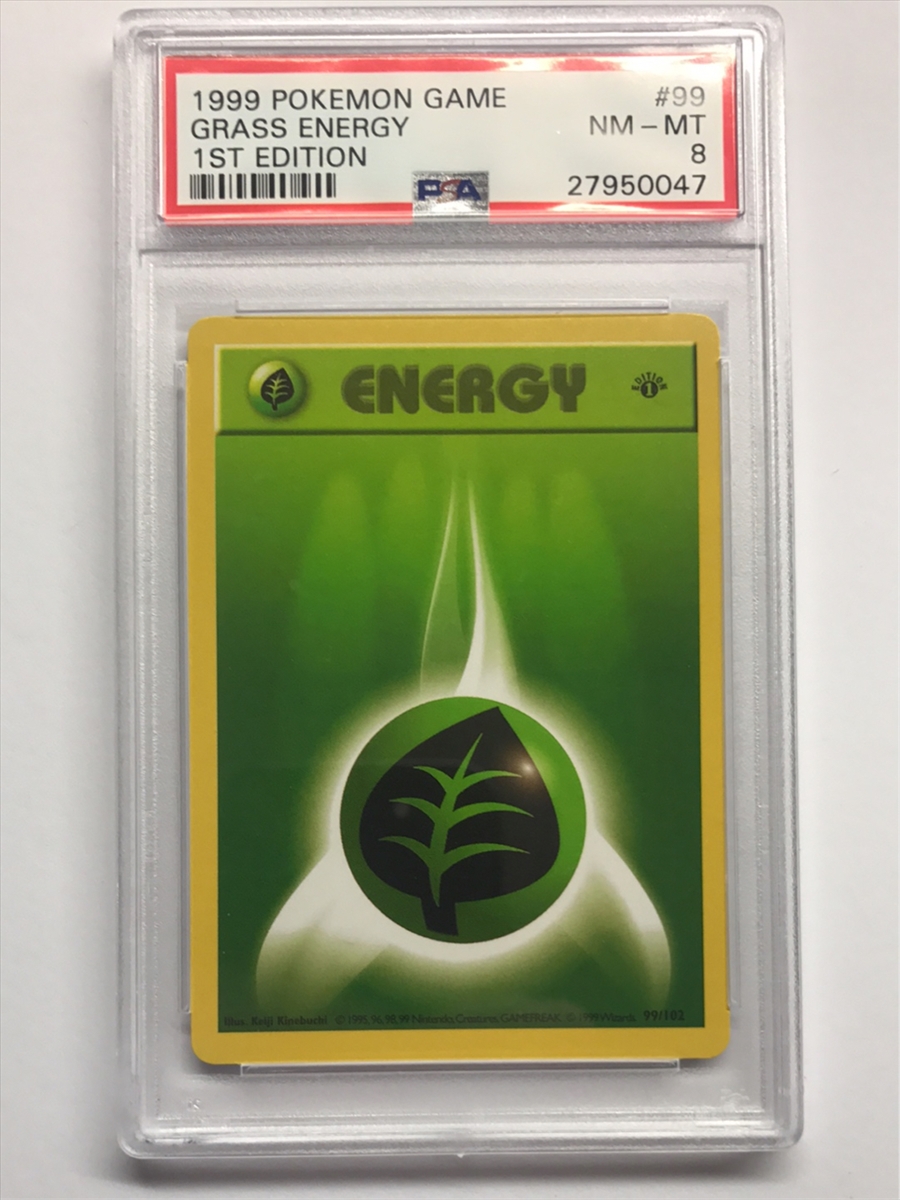 1999 POKEMON GAME #99
GRASS ENERGY NM - MT
1ST EDITION 8
PSA 27950047
ENERGY
EDITION 1
Illus. Keiji Kinebuchi © 1995, 96, 98, 99 Nintendo, Creatures, GAMEFREAK. © 1999 Wizards. 99/102